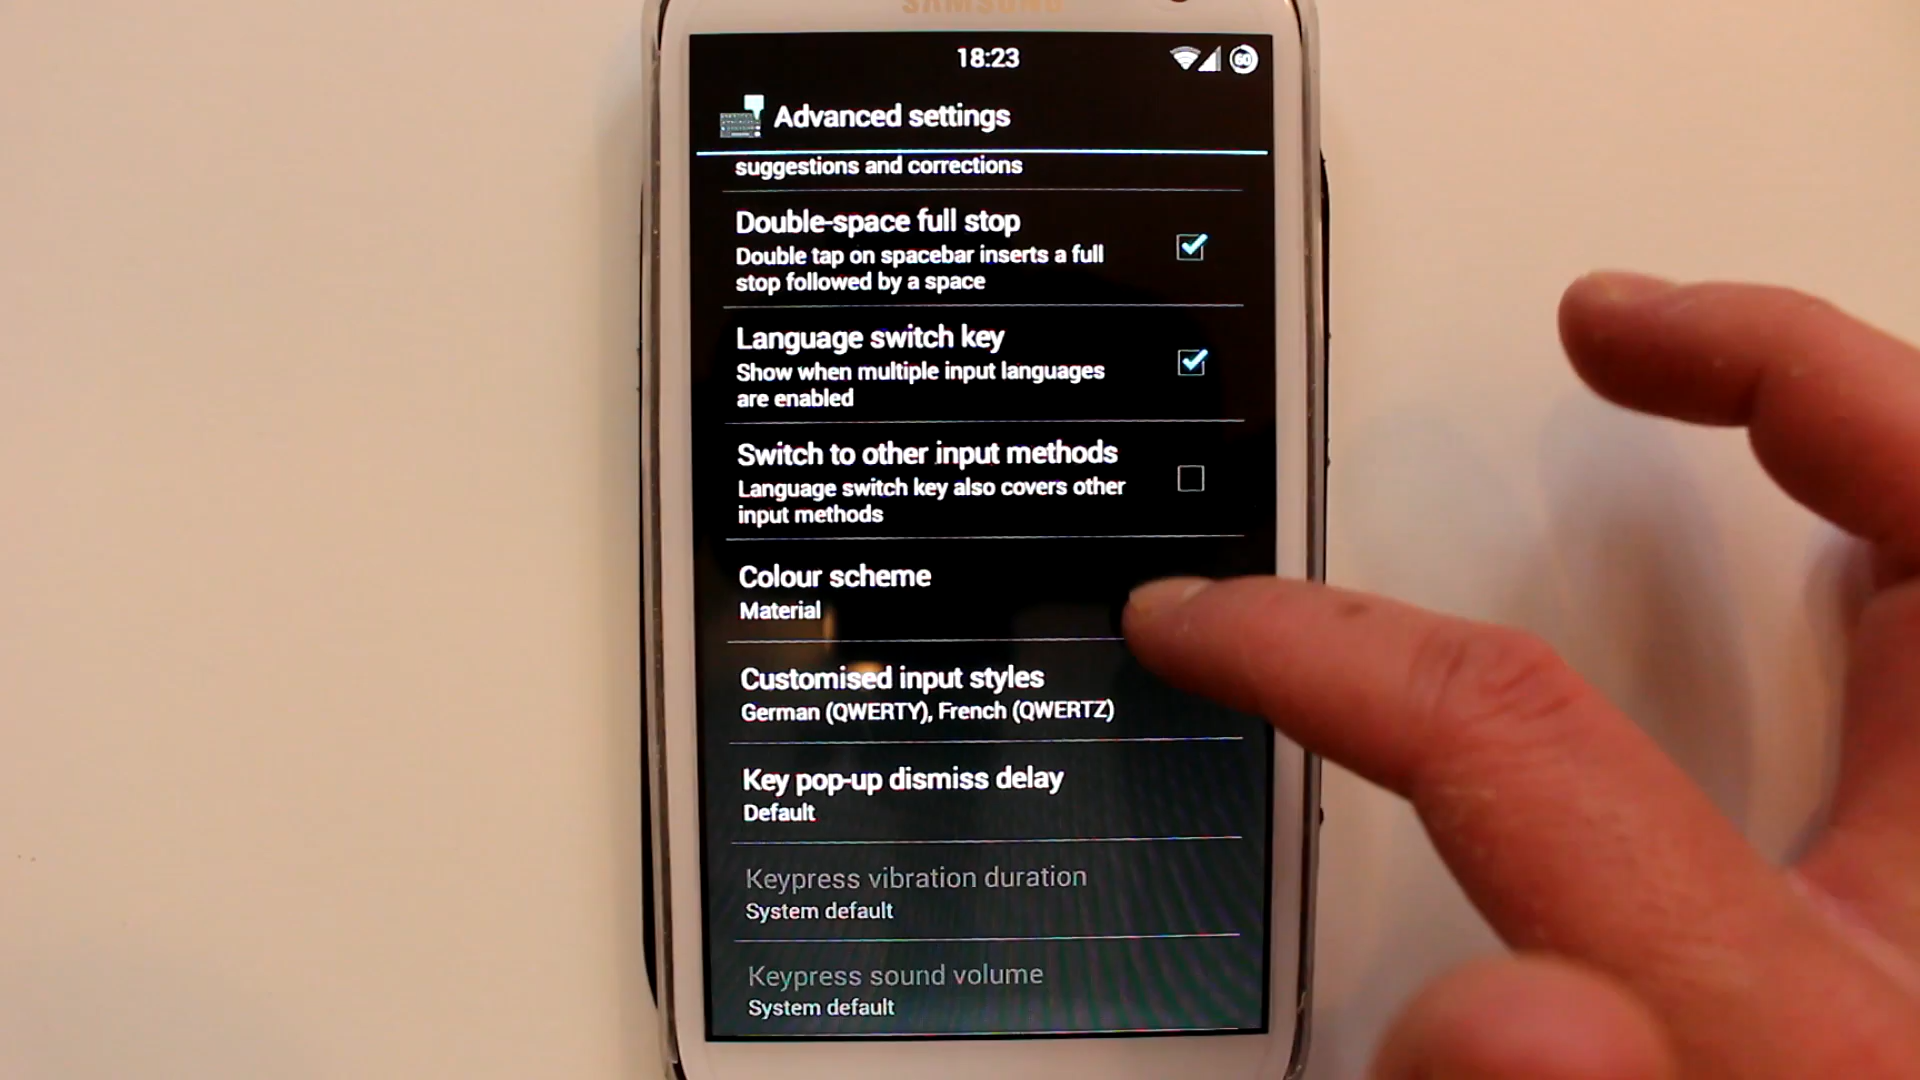 SAMSUNG
18:23
60
Advanced settings
suggestions and corrections
Double-space full stop
Double tap on spacebar inserts a full
stop followed by a space
Language switch key
Show when multiple input languages
are enabled
Switch to other input methods
Language switch key also covers other
input methods
Colour scheme
Material
Customised input styles
German (QWERTY), French (QWERTZ)
Key pop-up dismiss delay
Default
Keypress vibration duration
System default
Keypress sound volume
System default